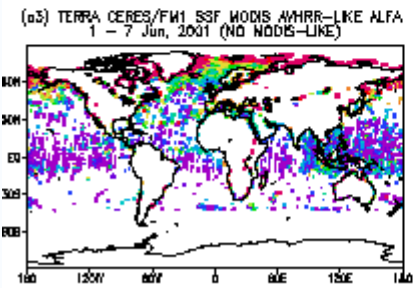 (a3) TERRA CERES/FM1 SSF MODIS AVHRR-LIKE ALFA
1 - 7 Jun, 2001 (NO MODIS-LIKE)
60N
30N
EQ
30S
60S
180 120W 60W 0 60E 120E 180